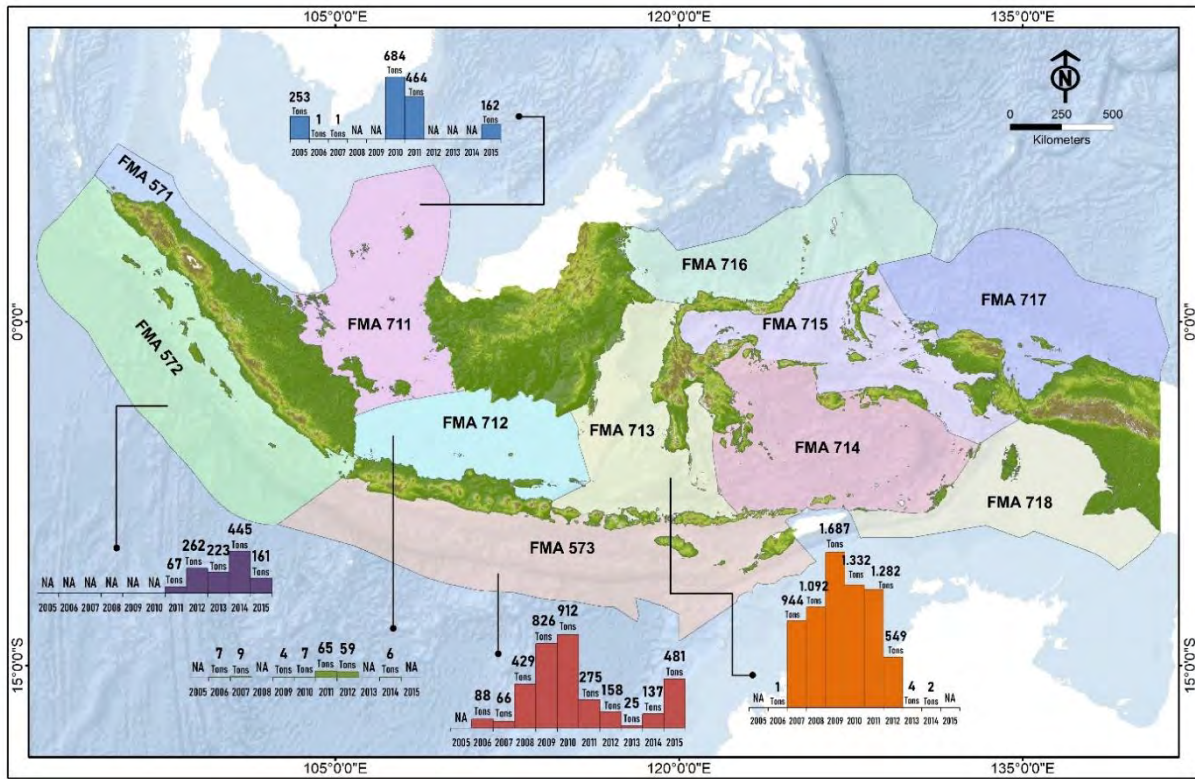 105°0'0"E 120°0'0"E 135°0'0"E
N
0 250 500
Kilometers
684
Tons
464
Tons
253
Tons
1
Tons
1
Tons
NA
NA
NA
NA
NA
162
Tons
2005 2006 2007 2008 2009 2010 2011 2012 2013 2014 2015
FMA 571
FMA 572
FMA 711
FMA 716
FMA 717
FMA 715
FMA 712
FMA 713
FMA 714
FMA 718
FMA 573
0°0'0"
0°0'0"
445
Tons
262
Tons
223
Tons
161
Tons
67
Tons
NA NA NA NA NA NA
2005 2006 2007 2008 2009 2010 2011 2012 2013 2014 2015
NA
7
Tons
9
Tons
NA
4
Tons
7
Tons
65
Tons
59
Tons
NA
6
Tons
NA
2005 2006 2007 2008 2009 2010 2011 2012 2013 2014 2015
NA
88
Tons
66
Tons
429
Tons
826
Tons
912
Tons
275
Tons
158
Tons
25
Tons
137
Tons
481
Tons
2005 2006 2007 2008 2009 2010 2011 2012 2013 2014 2015
NA
1
Tons
944
Tons
1.092
Tons
1.687
Tons
1.332
Tons
1.282
Tons
549
Tons
4
Tons
2
Tons
NA
2005 2006 2007 2008 2009 2010 2011 2012 2013 2014 2015
15°0'0"S
15°0'0"S
105°0'0"E 120°0'0"E 135°0'0"E